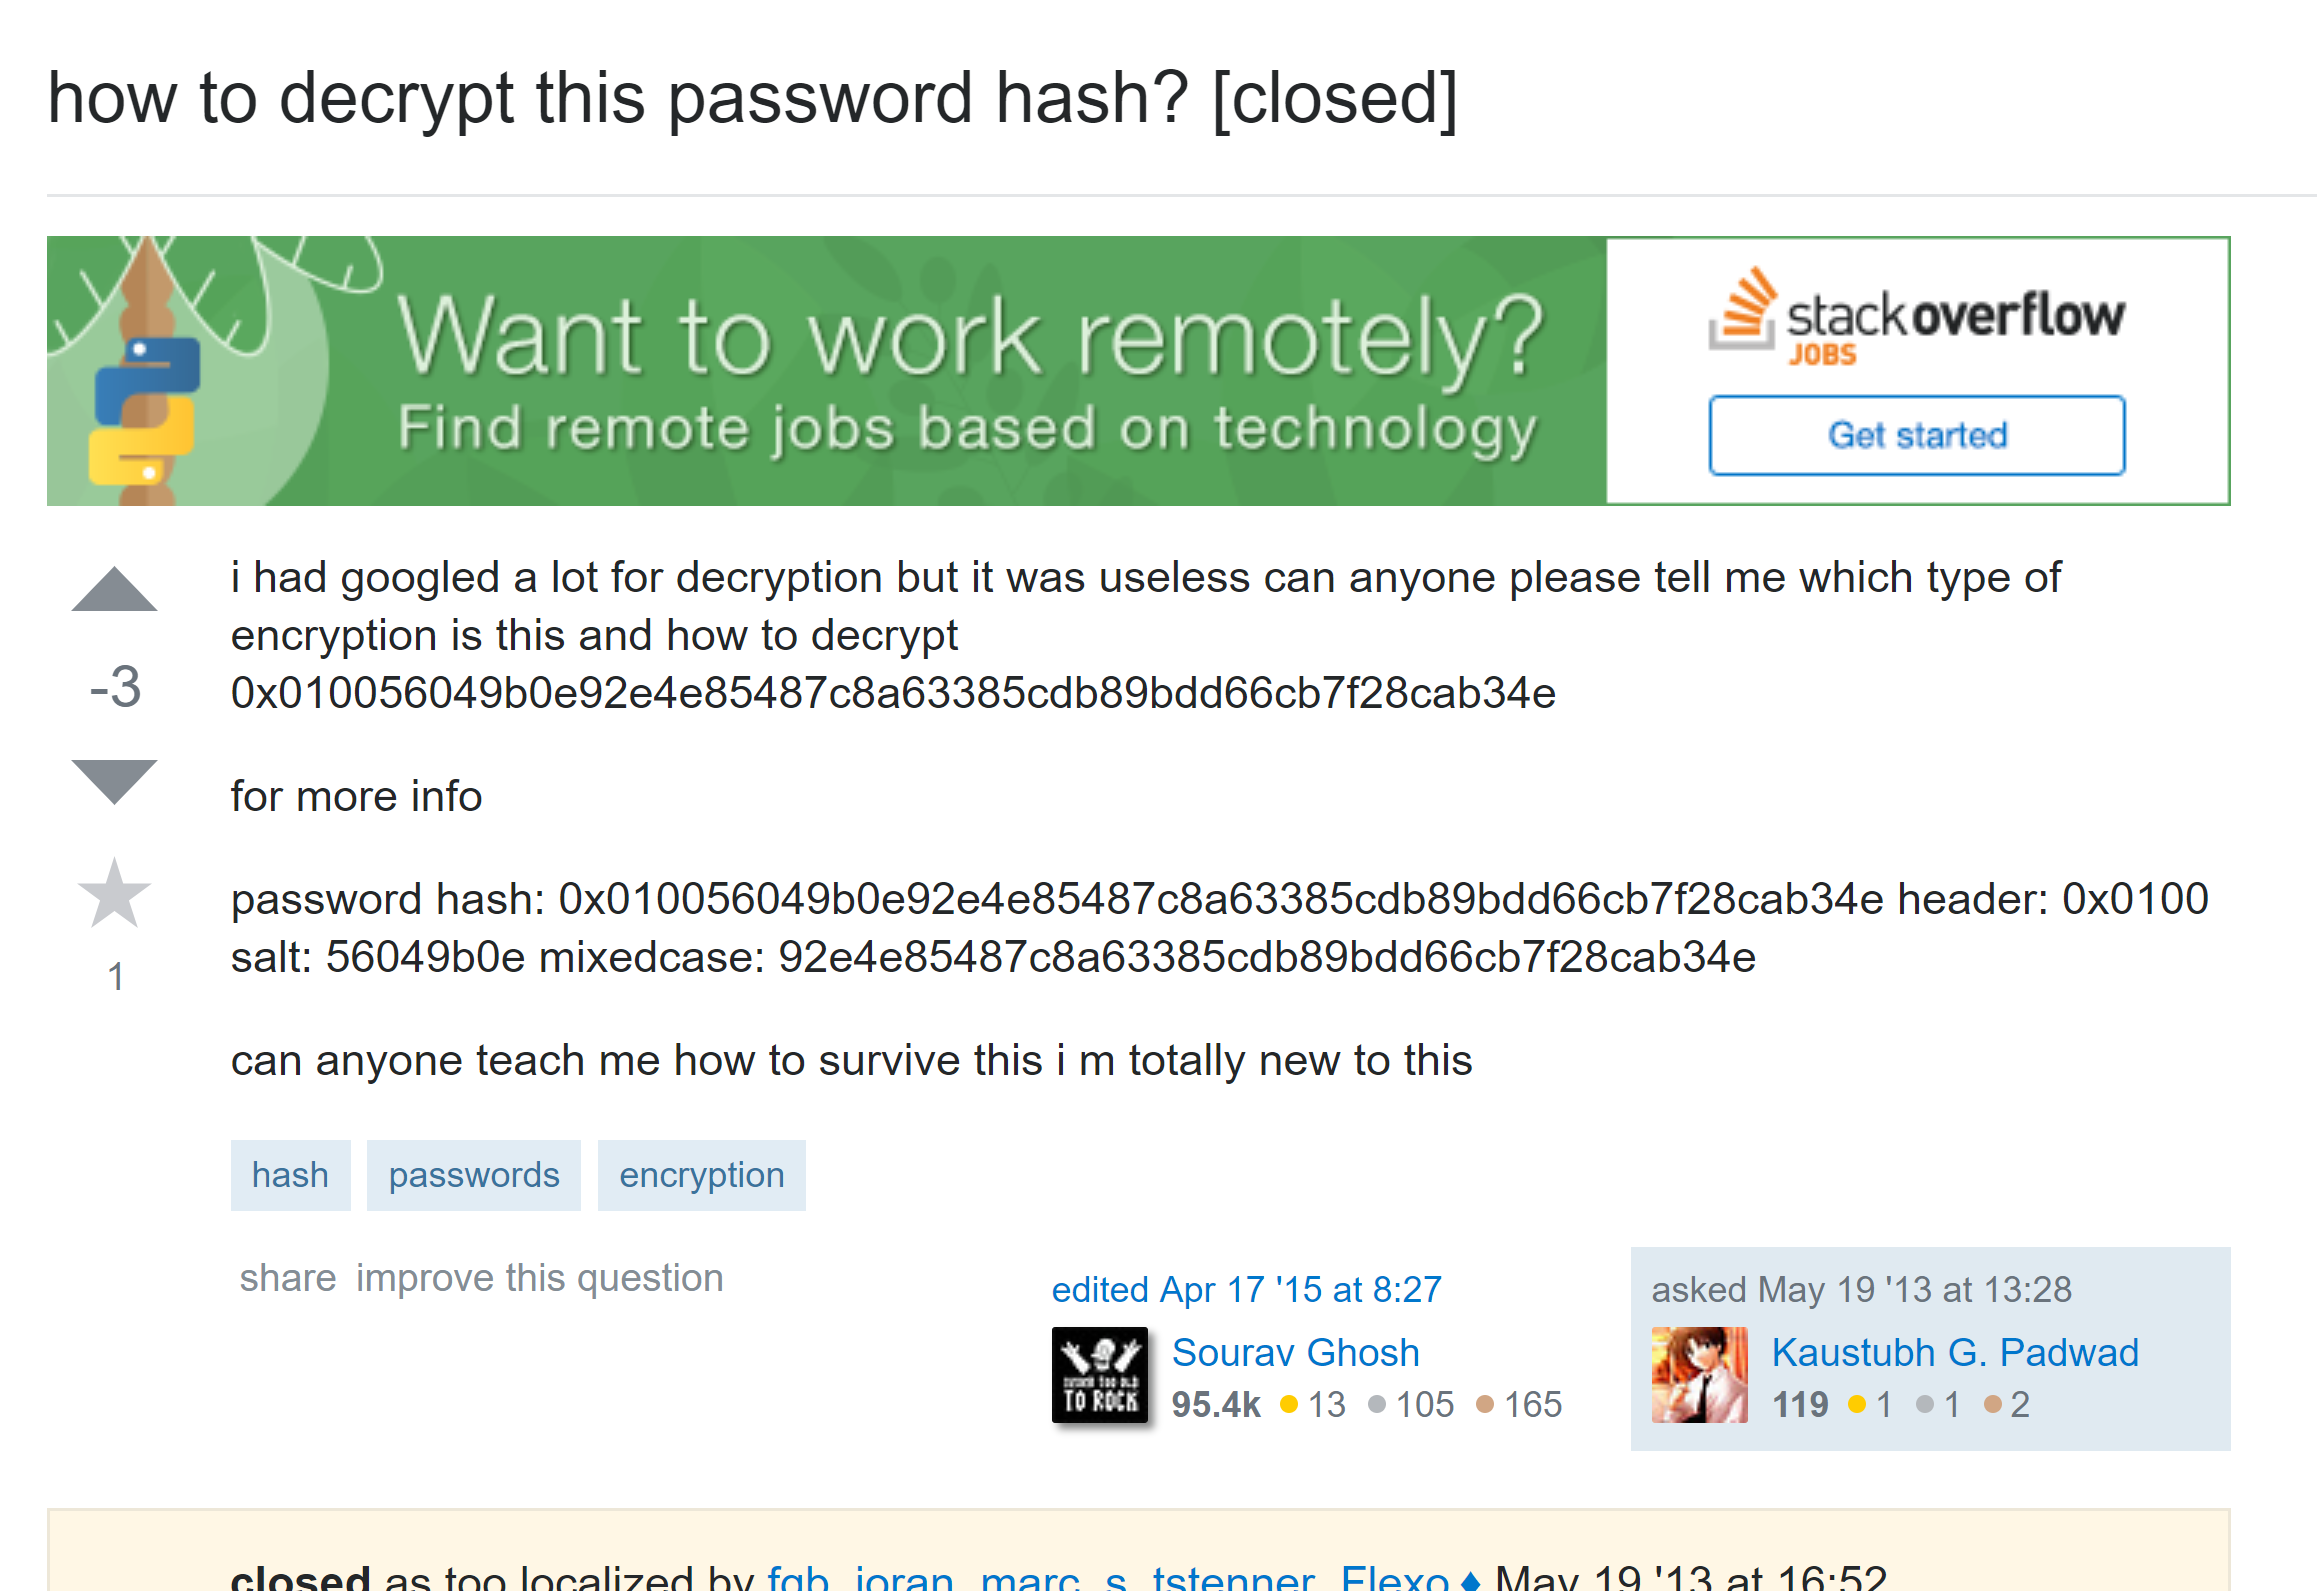 how to decrypt this password hash? [closed]
Want to work remotely?
Find remote jobs based on technology
stackoverflow
JOBS
Get started
i had googled a lot for decryption but it was useless can anyone please tell me which type of
encryption is this and how to decrypt
0x010056049b0e92e4e85487c8a63385cdb89bdd66cb7f28cab34e
-3
for more info
password hash: 0x010056049b0e92e4e85487c8a63385cdb89bdd66cb7f28cab34e header: 0x0100
salt: 56049b0e mixedcase: 92e4e85487c8a63385cdb89bdd66cb7f28cab34e
1
can anyone teach me how to survive this i m totally new to this
hash passwords encryption
share improve this question
edited Apr 17 '15 at 8:27
TO ROCK
Sourav Ghosh
95.4k 13 105 165
asked May 19 '13 at 13:28
Kaustubh G. Padwad
119 1 1 2
closed as too localized by fgb, joran, marc_s, tstenner, Flexo♦ May 19 '13 at 16:52